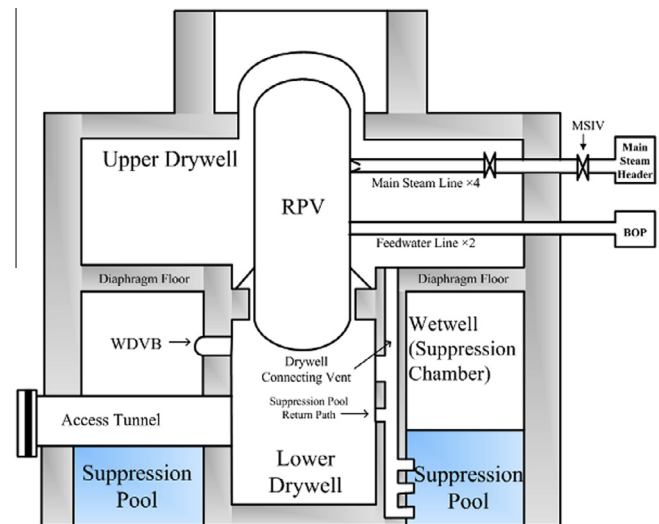 MSIV
Main
Steam
Header
Upper Drywell
Main Steam Line ×4
RPV
BOP
Feedwater Line ×2
Diaphragm Floor
Diaphragm Floor
WDVB
Wetwell
(Suppression
Chamber)
Drywell
Connecting Vent
Suppression Pool
Return Path
Access Tunnel
Lower
Drywell
Suppression
Pool
Suppression
Pool